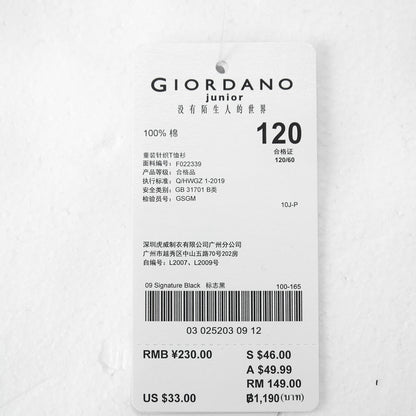 GIORDANO
junior
没有陌生人的世界
100% 棉
120
合格证
120/60
童装针织T恤衫
面料编号: F022339
产品等级: 合格品
执行标准: Q/HWGZ 1-2019
安全类别: GB 31701 B类
检验员号: GSGM
10J-P
深圳虎威制衣有限公司广州分公司
广州市越秀区中山五路70号202房
自编号: L2007、L2009号
09 Signature Black 标志黑 100-165
03 025203 09 12
RMB ¥230.00
S $46.00
A $49.99
RM 149.00
US $33.00
฿1,190(บาท)